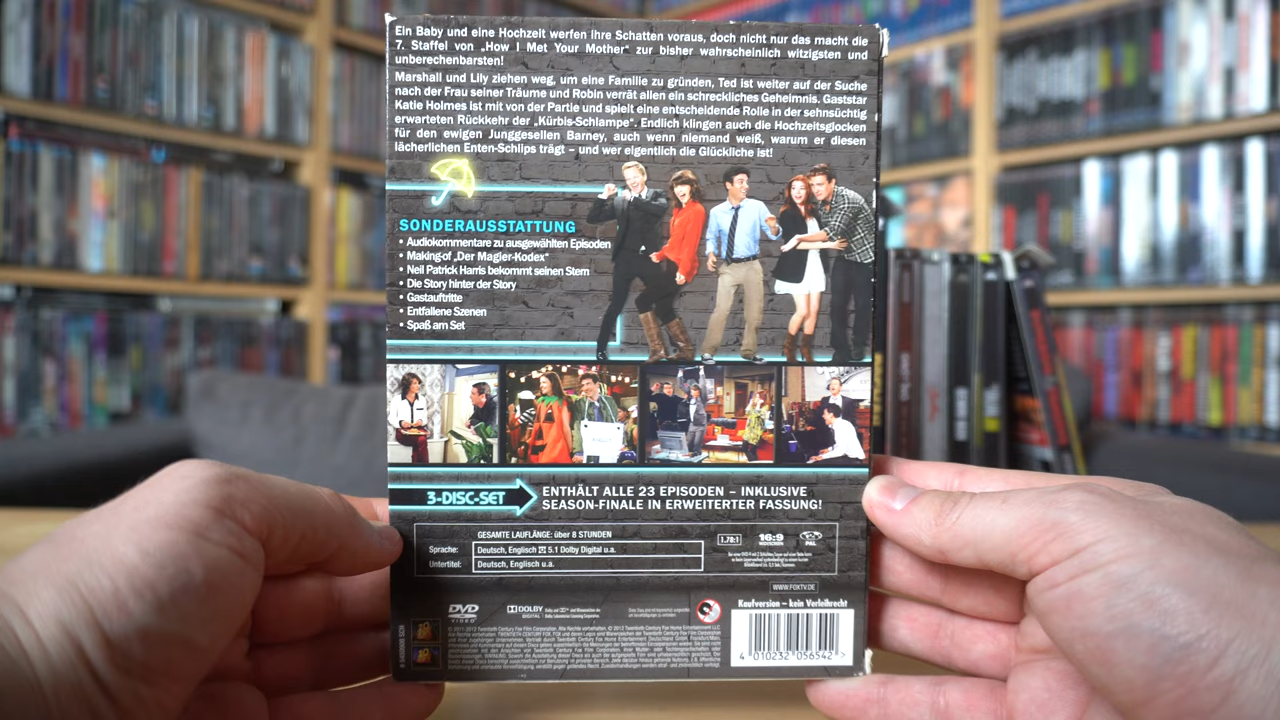 Ein Baby und eine Hochzeit werfen ihre Schatten voraus, doch nicht nur das macht die
7. Staffel von „How I Met Your Mother“ zur bisher wahrscheinlich witzigsten und
unberechenbarsten!
Marshall und Lily ziehen weg, um eine Familie zu gründen, Ted ist weiter auf der Suche
nach der Frau seiner Träume und Robin verrät allen ein schreckliches Geheimnis. Gaststar
Katie Holmes ist mit von der Partie und spielt eine entscheidende Rolle in der sehnsüchtig
erwarteten Rückkehr der „Kürbis-Schlampe“. Endlich klingen auch die Hochzeitsglocken
für den ewigen Junggesellen Barney, auch wenn niemand weiß, warum er diesen
lächerlichen Enten-Schlips trägt – und wer eigentlich die Glückliche ist!
SONDERAUSSTATTUNG
• Audiokommentare zu ausgewählten Episoden
• Making-of „Der Magier-Kodex“
• Neil Patrick Harris bekommt seinen Stern
• Die Story hinter der Story
• Gastauftritte
• Entfallene Szenen
• Spaß am Set
3-DISC-SET
ENTHÄLT ALLE 23 EPISODEN – INKLUSIVE
SEASON-FINALE IN ERWEITERTER FASSUNG!
GESAMTE LAUFLÄNGE: über 8 STUNDEN
Sprache: Deutsch, Englisch 5.1 Dolby Digital u.a.
Untertitel: Deutsch, Englisch u.a.
1.78:1
16:9
PAL
WWW.FOXTV.DE
DVD
VIDEO
DOLBY
DIGITAL
Kaufversion – kein Verleihrecht
4 010232 056542 >